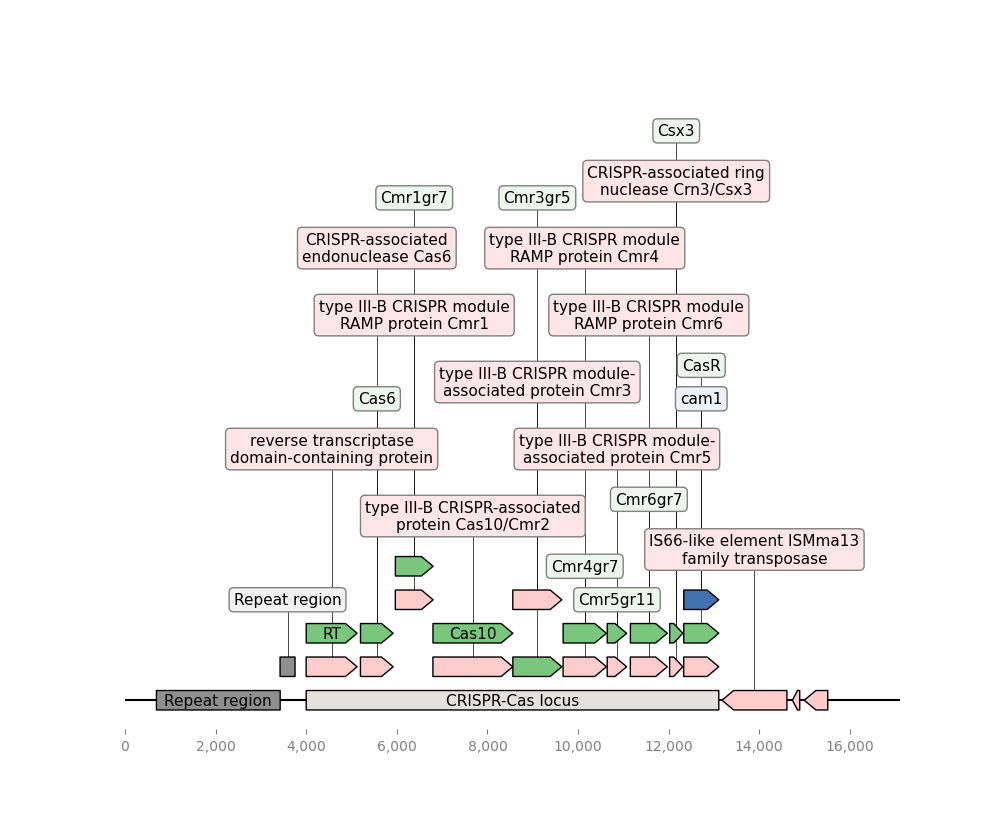 Csx3
CRISPR-associated ring
nuclease Crn3/Csx3
Cmr1gr7
Cmr3gr5
CRISPR-associated
endonuclease Cas6
type III-B CRISPR module
RAMP protein Cmr4
type III-B CRISPR module
RAMP protein Cmr1
type III-B CRISPR module
RAMP protein Cmr6
CasR
type III-B CRISPR module-
associated protein Cmr3
Cas6
cam1
reverse transcriptase
domain-containing protein
type III-B CRISPR module-
associated protein Cmr5
Cmr6gr7
type III-B CRISPR-associated
protein Cas10/Cmr2
IS66-like element ISMma13
family transposase
Cmr4gr7
Repeat region
Cmr5gr11
RT
Cas10
Repeat region
CRISPR-Cas locus
0
2,000
4,000
6,000
8,000
10,000
12,000
14,000
16,000